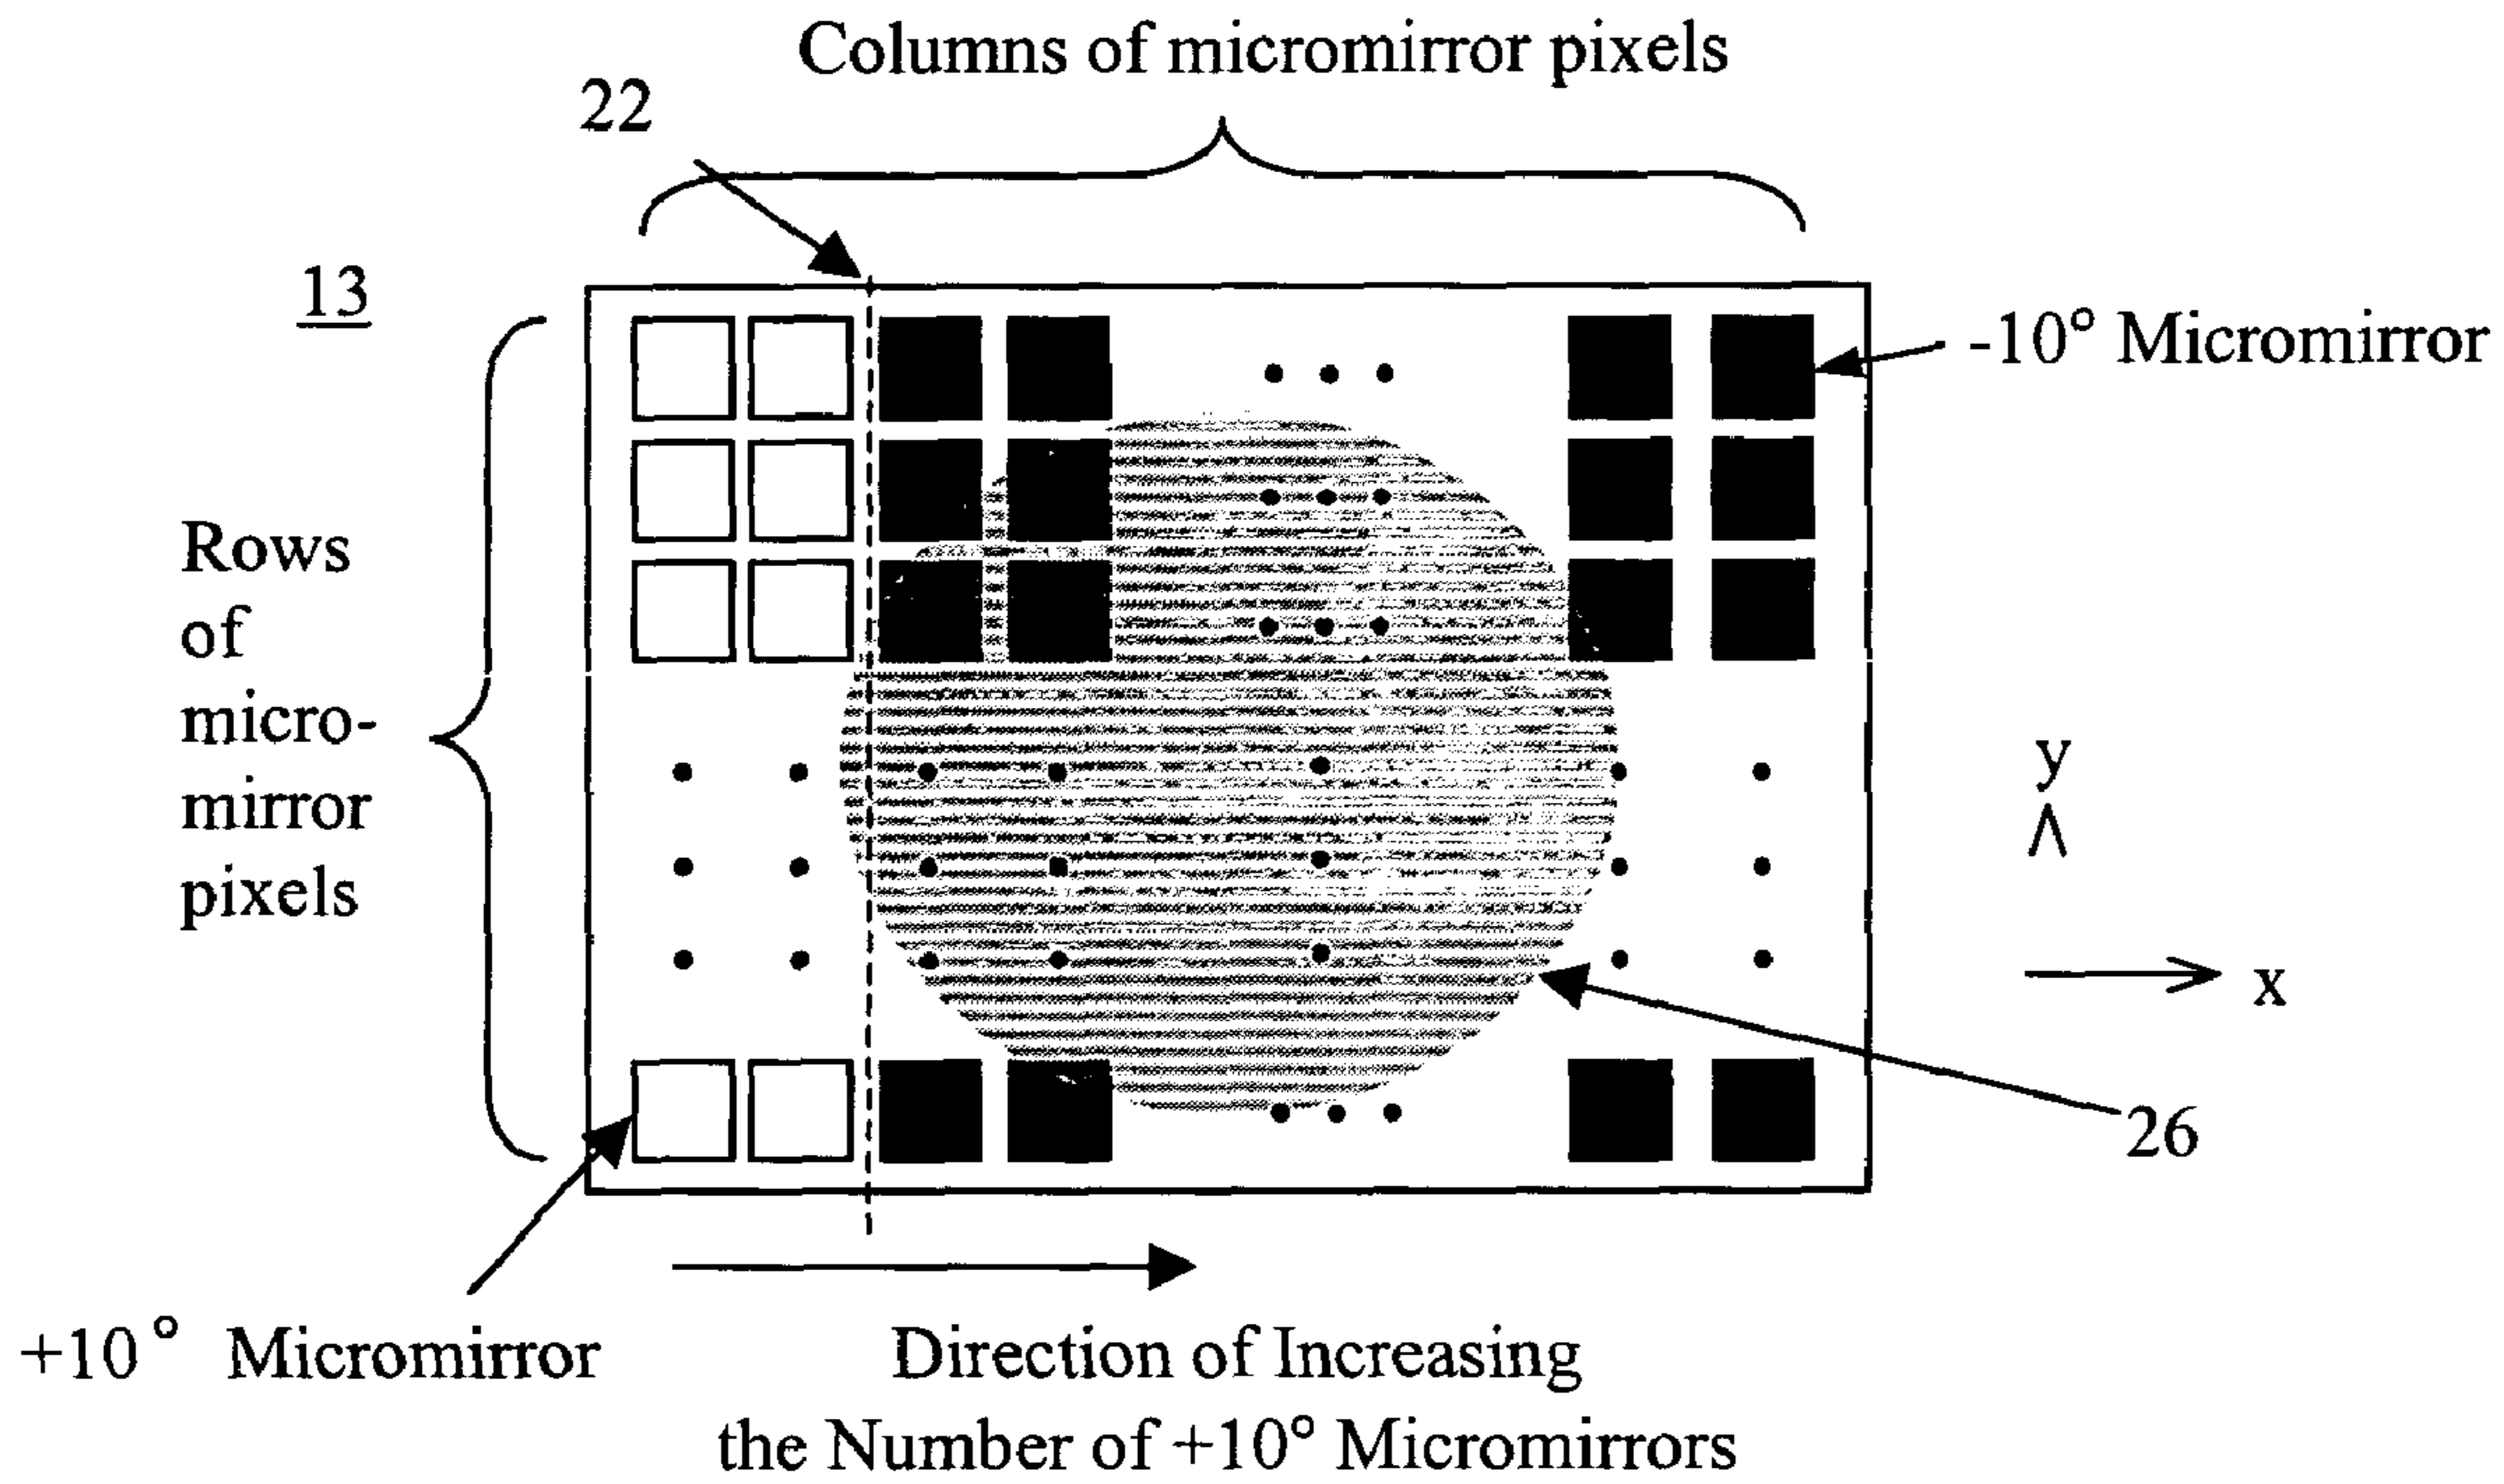 Columns of micromirror pixels
22
13
-10° Micromirror
Rows
of
micro-
mirror
pixels
y
x
26
+10° Micromirror
Direction of Increasing
the Number of +10° Micromirrors